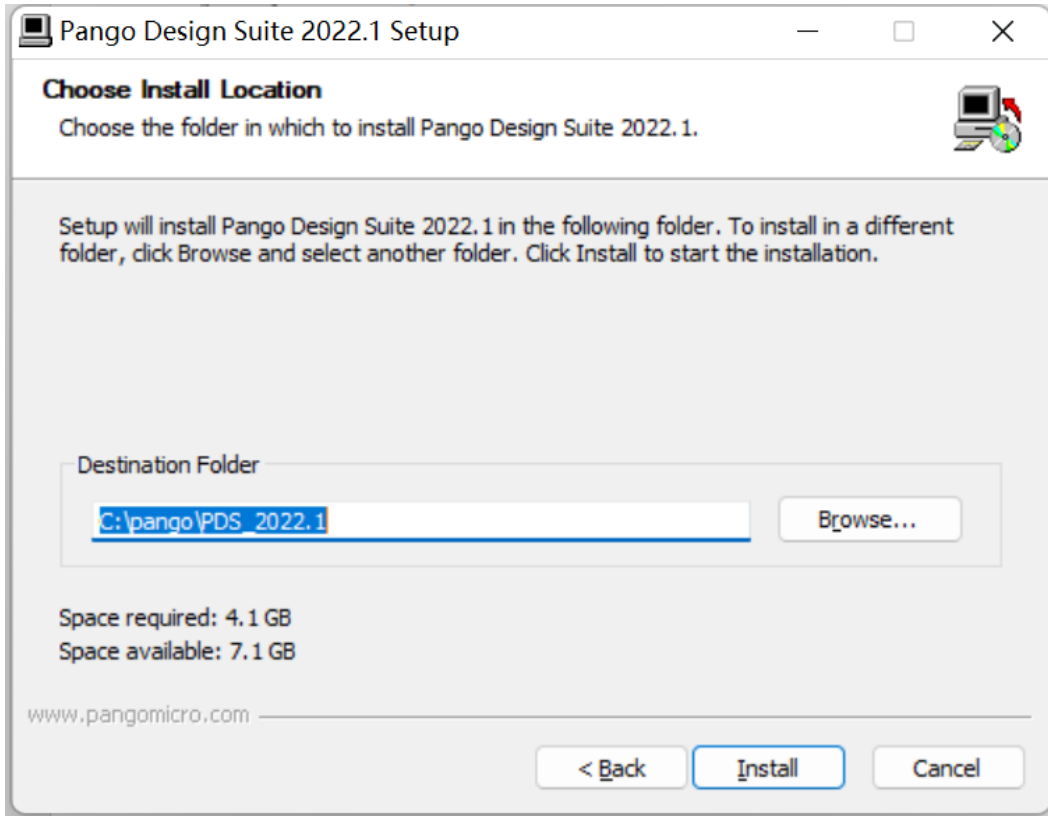 Pango Design Suite 2022.1 Setup
Choose Install Location
Choose the folder in which to install Pango Design Suite 2022.1.
Setup will install Pango Design Suite 2022.1 in the following folder. To install in a different
folder, click Browse and select another folder. Click Install to start the installation.
Destination Folder
C:\pango\PDS_2022.1
Browse...
Space required: 4.1 GB
Space available: 7.1 GB
www.pangomicro.com
< Back
Install
Cancel